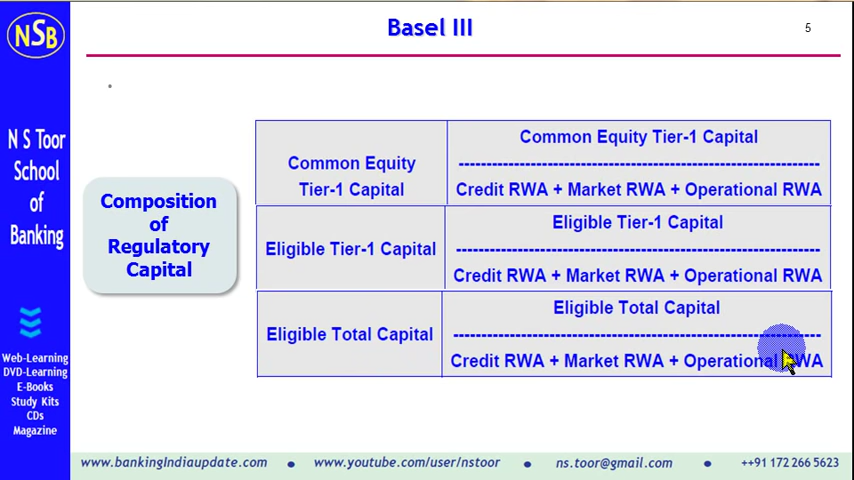 NSB
Basel III
5
N S Toor
School
of
Banking
Web-Learning
DVD-Learning
E-Books
Study Kits
CDs
Magazine
Composition
of
Regulatory
Capital
Common Equity
Tier-1 Capital
Common Equity Tier-1 Capital
--------------------------------------------------------------------
Credit RWA + Market RWA + Operational RWA
Eligible Tier-1 Capital
Eligible Tier-1 Capital
--------------------------------------------------------------------
Credit RWA + Market RWA + Operational RWA
Eligible Total Capital
Eligible Total Capital
--------------------------------------------------------------------
Credit RWA + Market RWA + Operational RWA
www.bankingIndiaupdate.com ● www.youtube.com/user/nstoor ● ns.toor@gmail.com ● ++91 172 266 5623